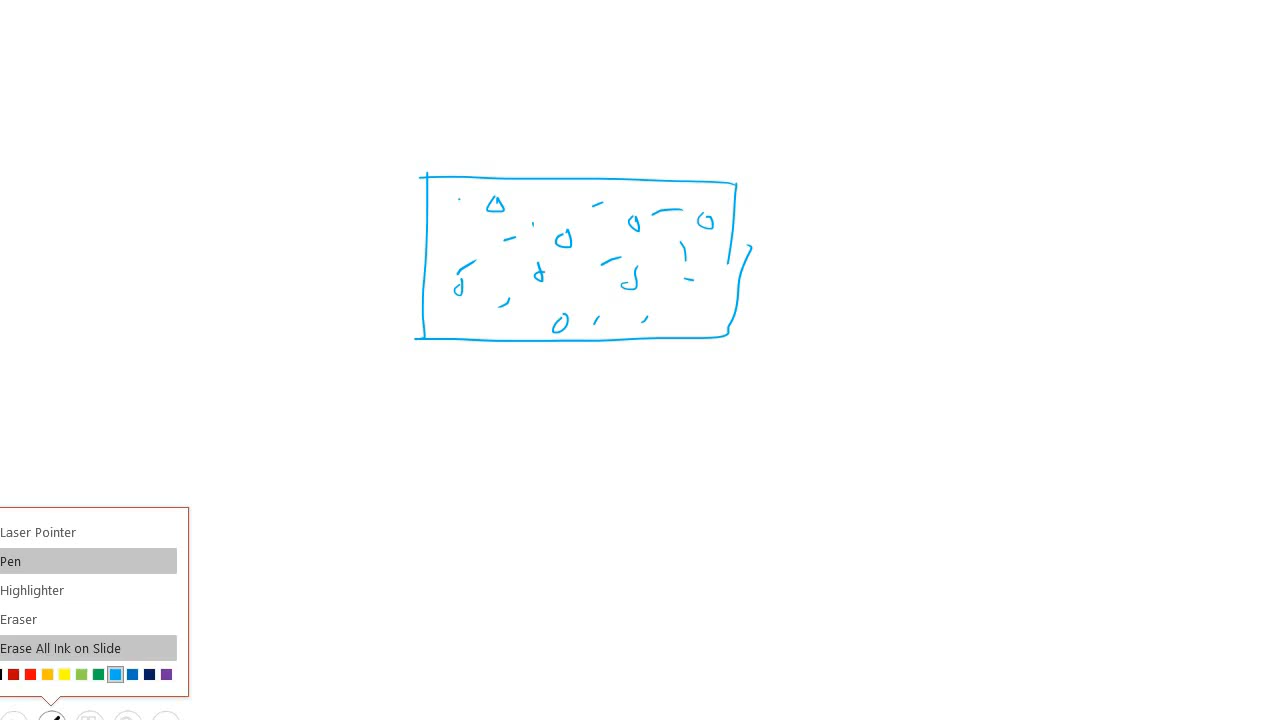 Laser Pointer
Pen
Highlighter
Eraser
Erase All Ink on Slide